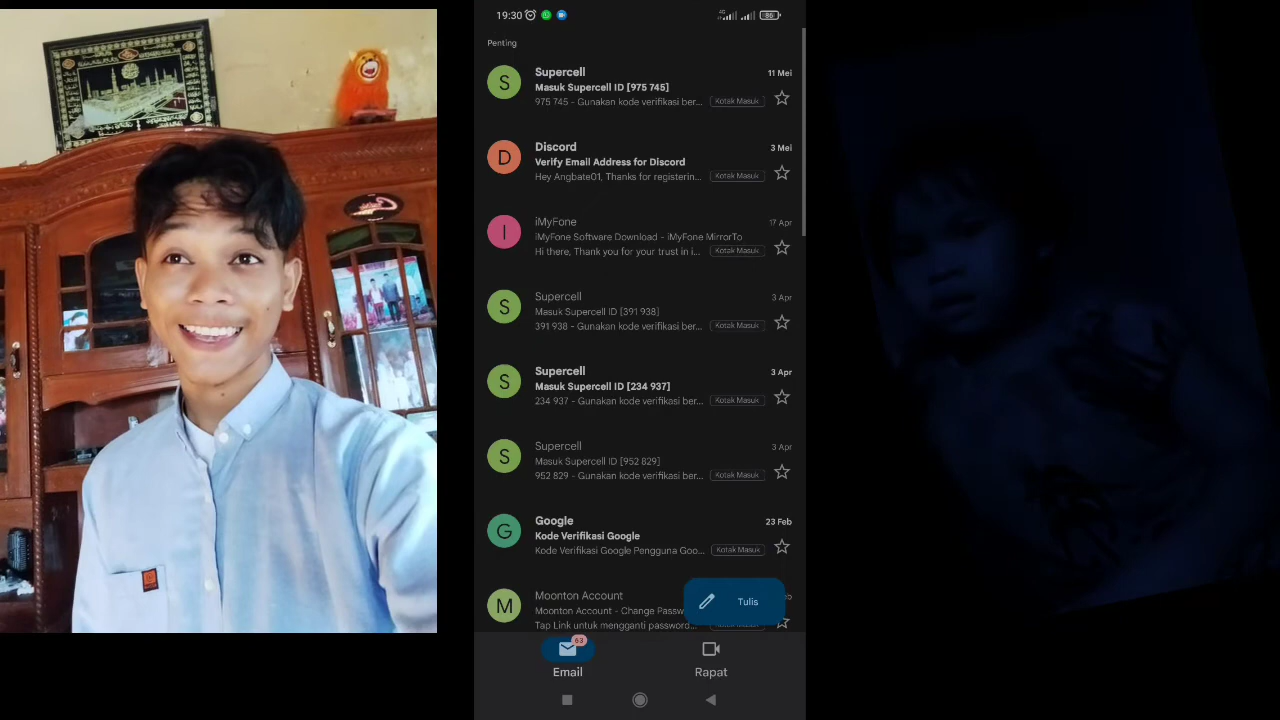 19:30
4G
86
Penting
S
Supercell
11 Mei
Masuk Supercell ID [975 745]
975 745 - Gunakan kode verifikasi ber...
Kotak Masuk
D
Discord
3 Mei
Verify Email Address for Discord
Hey Angbate01, Thanks for registerin...
Kotak Masuk
I
iMyFone
17 Apr
iMyFone Software Download - iMyFone MirrorTo
Hi there, Thank you for your trust in i...
Kotak Masuk
S
Supercell
3 Apr
Masuk Supercell ID [391 938]
391 938 - Gunakan kode verifikasi ber...
Kotak Masuk
S
Supercell
3 Apr
Masuk Supercell ID [234 937]
234 937 - Gunakan kode verifikasi ber...
Kotak Masuk
S
Supercell
3 Apr
Masuk Supercell ID [952 829]
952 829 - Gunakan kode verifikasi ber...
Kotak Masuk
G
Google
23 Feb
Kode Verifikasi Google
Kode Verifikasi Google Pengguna Goo...
Kotak Masuk
M
Moonton Account
Moonton Account - Change Passw
Tap Link untuk mengganti password...
Tulis
63
Email
Rapat